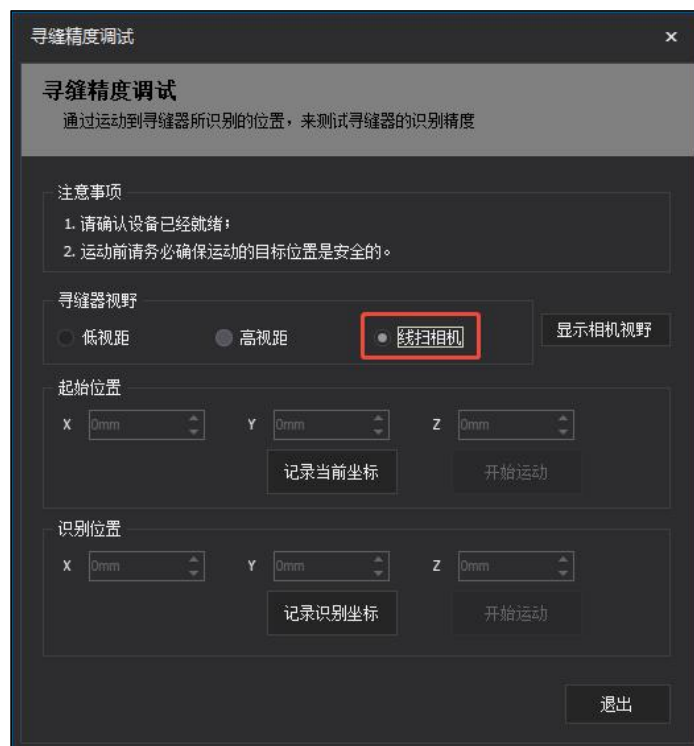 寻缝精度调试
寻缝精度调试
通过运动到寻缝器所识别的位置，来测试寻缝器的识别精度
注意事项
1. 请确认设备已经就绪；
2. 运动前请务必确保运动的目标位置是安全的。
寻缝器视野
低视距 高视距 线扫相机 显示相机视野
起始位置
X 0mm Y 0mm Z 0mm
记录当前坐标 开始运动
识别位置
X 0mm Y 0mm Z 0mm
记录识别坐标 开始运动
退出